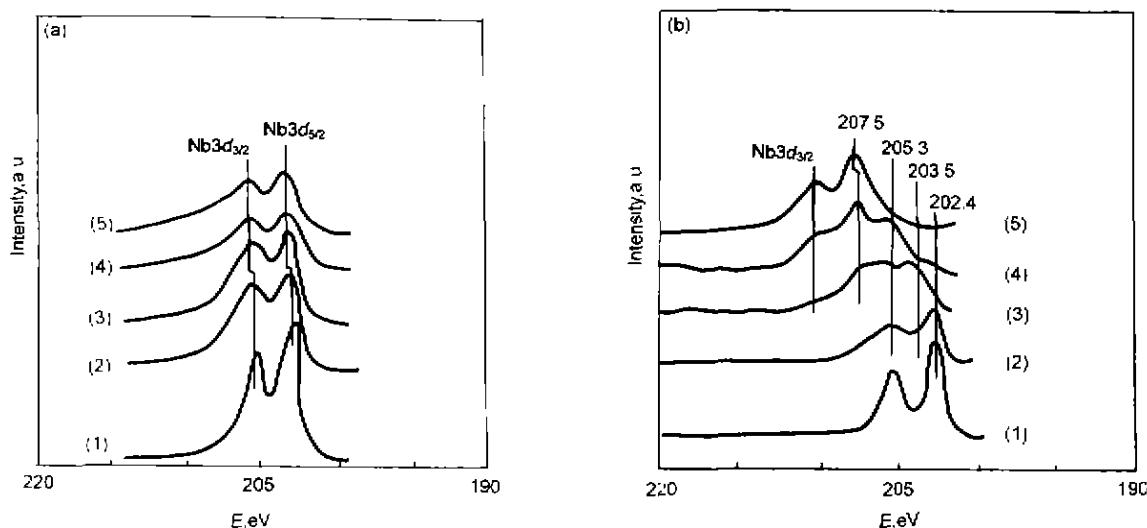 (a)
Nb3d5/2
Nb3d3/2
Intensity,a u
(5)
(4)
(3)
(2)
(1)
220
205
190
E,eV
(b)
207 5
205 3
Nb3d3/2
203 5
202.4
Intensity,a u
(5)
(4)
(3)
(2)
(1)
220
205
190
E,eV